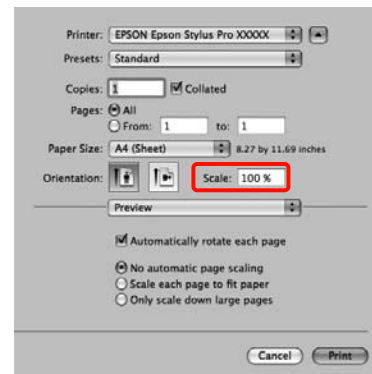 Printer: EPSON Epson Stylus Pro XXXXX
Presets: Standard
Copies: 1 Collated
Pages: All
From: 1 to: 1
Paper Size: A4 (Sheet) 8.27 by 11.69 inches
Orientation: Scale: 100 %
Preview
Automatically rotate each page
No automatic page scaling
Scale each page to fit paper
Only scale down large pages
Cancel Print